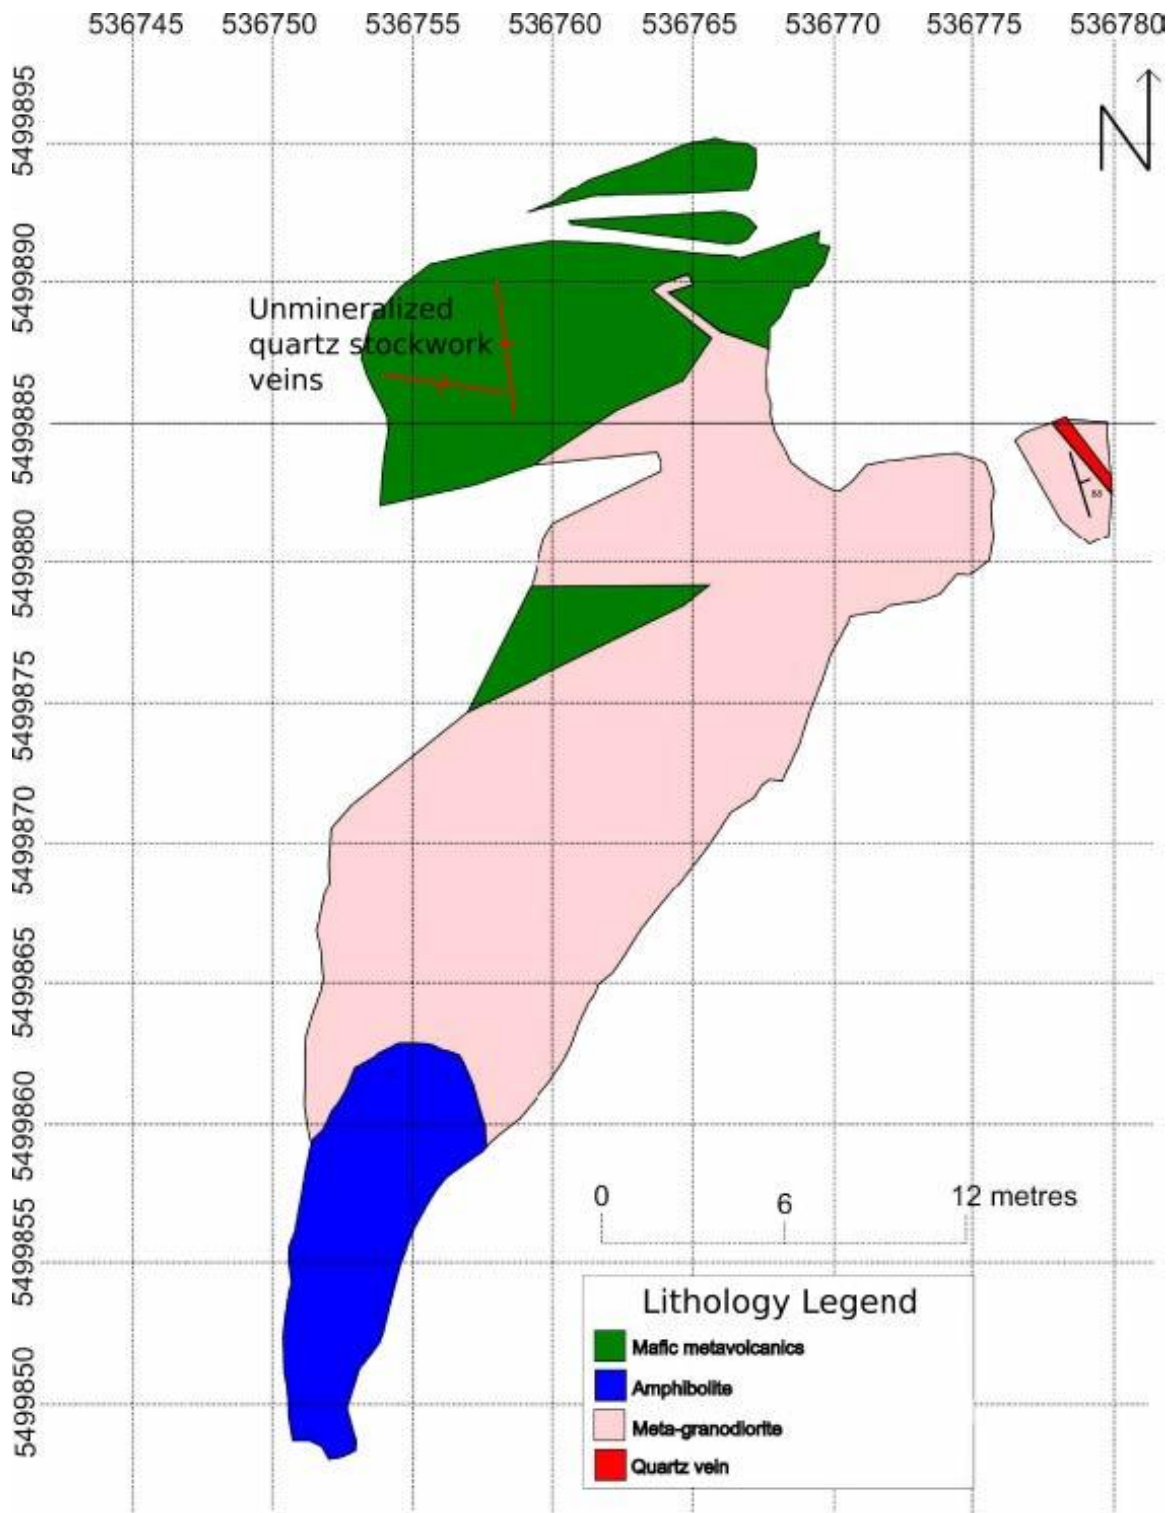 536745 536750 536755 536760 536765 536770 536775 536780
5499895
N
5499890
Unmineralized
quartz stockwork
veins
5499885
5499880
5499875
5499870
5499865
5499860
0 6 12 metres
5499855
Lithology Legend
Mafic metavolcanics
Amphibolite
5499850
Meta-granodiorite
Quartz vein